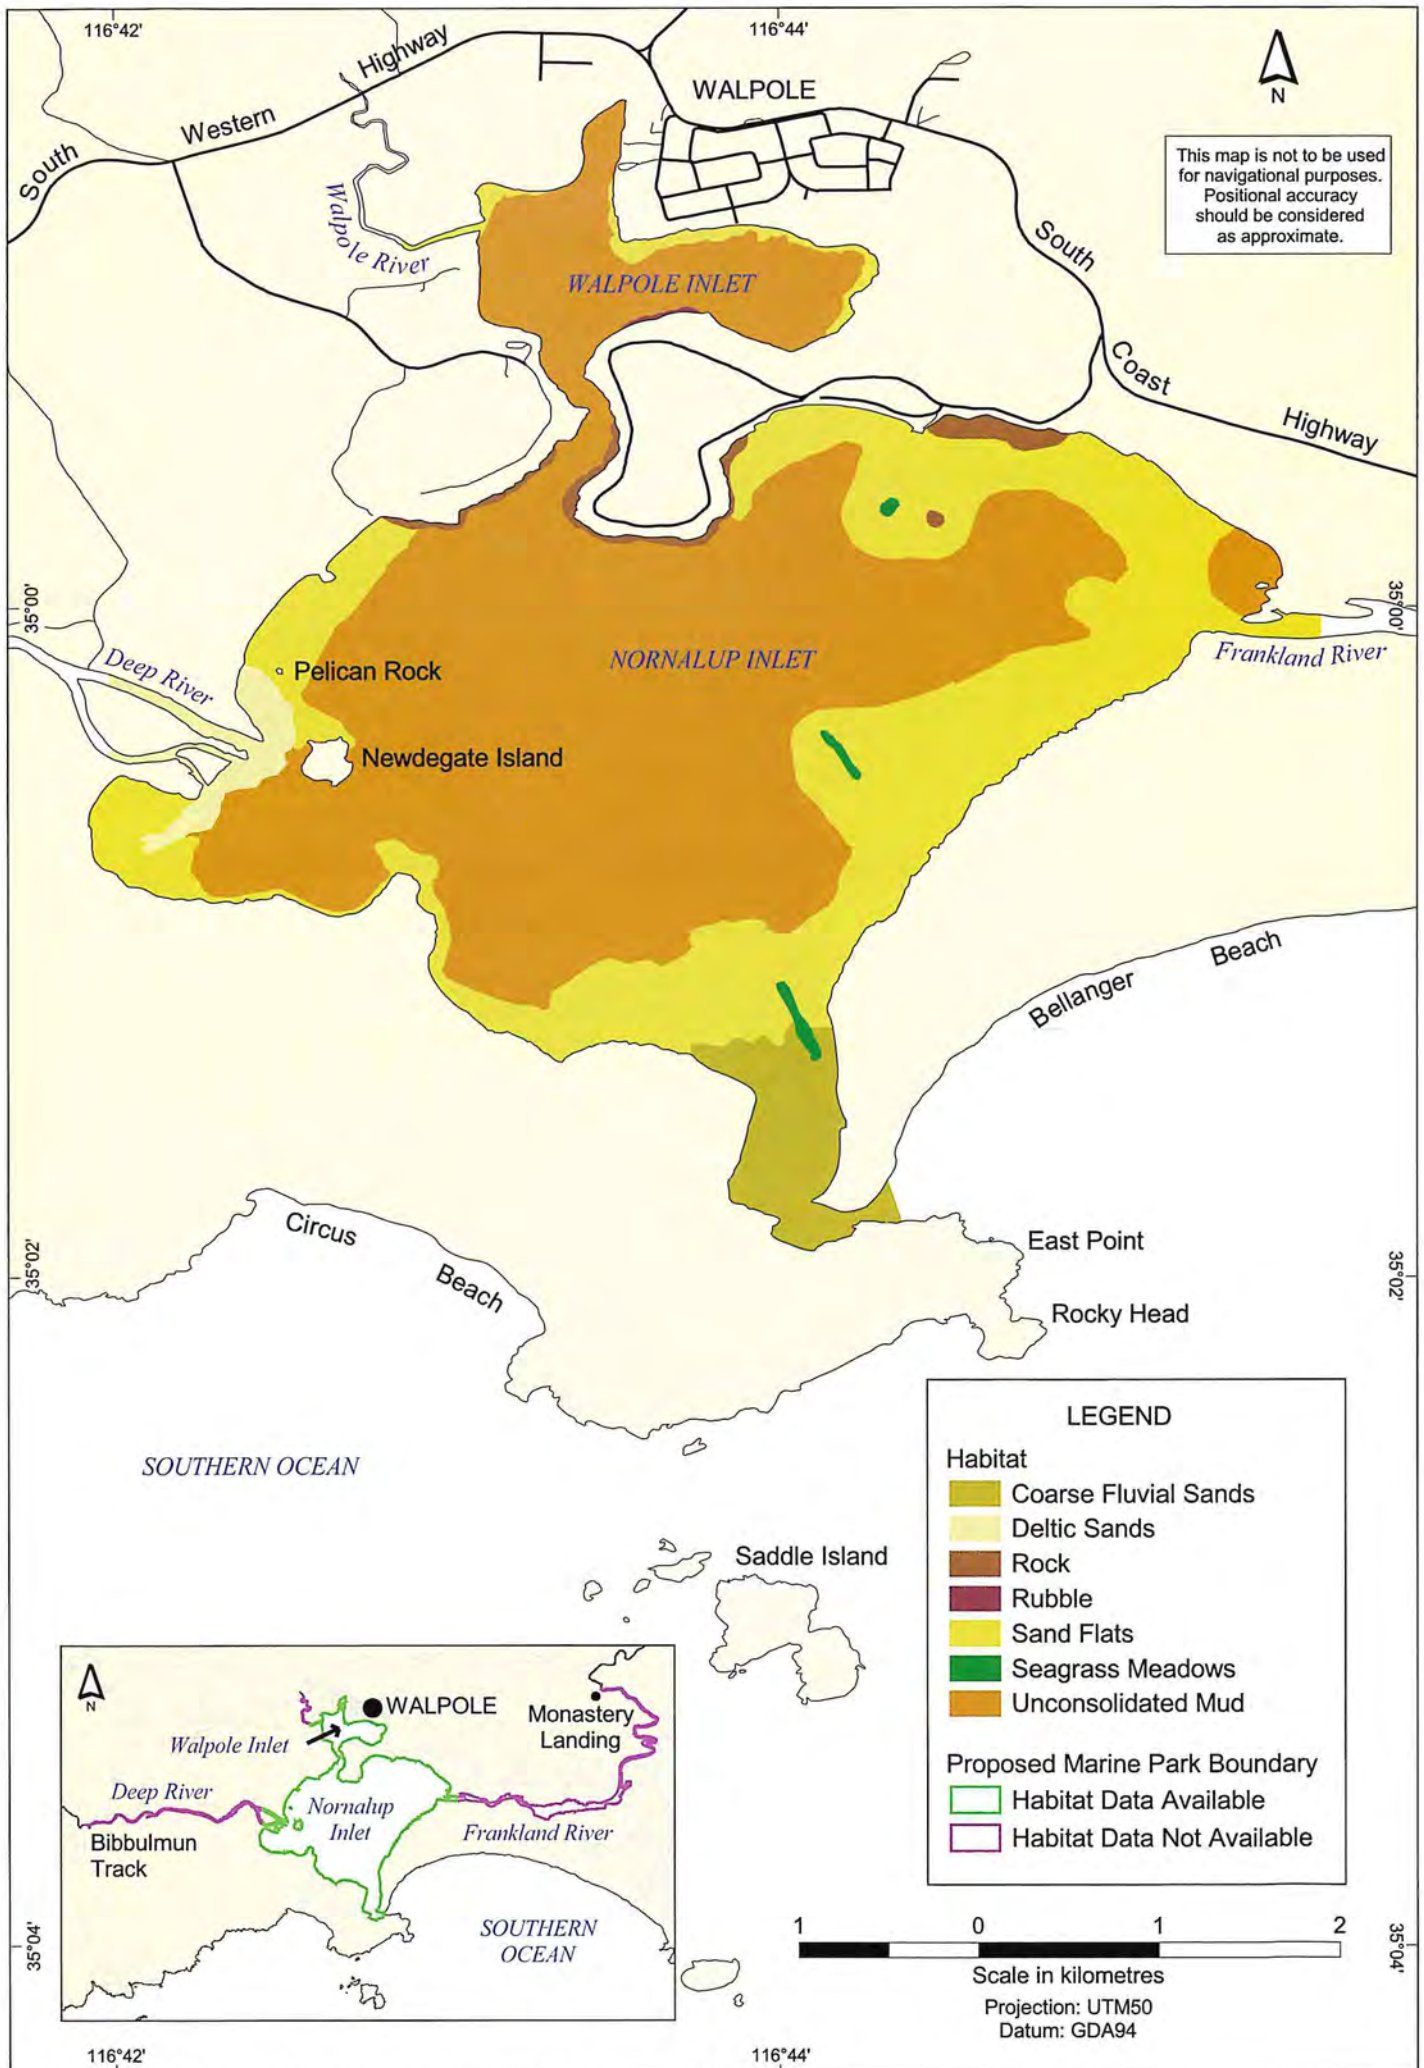 116°42'
116°44'
South
Western
Highway
WALPOLE
N
This map is not to be used
for navigational purposes.
Positional accuracy
should be considered
as approximate.
Walpole River
WALPOLE INLET
South
Coast
Highway
35°00'
35°00'
Deep River
Pelican Rock
NORNALUP INLET
Frankland River
Newdegate Island
Bellanger
Beach
Circus
Beach
East Point
35°02'
35°02'
Rocky Head
SOUTHERN OCEAN
Saddle Island
LEGEND
Habitat
Coarse Fluvial Sands
Deltic Sands
Rock
Rubble
Sand Flats
Seagrass Meadows
Unconsolidated Mud
Proposed Marine Park Boundary
Habitat Data Available
Habitat Data Not Available
N
WALPOLE
Monastery
Landing
Walpole Inlet
Deep River
Nornalup
Inlet
Frankland River
Bibbulmun
Track
SOUTHERN
OCEAN
35°04'
35°04'
1 0 1 2
Scale in kilometres
Projection: UTM50
Datum: GDA94
116°42'
116°44'